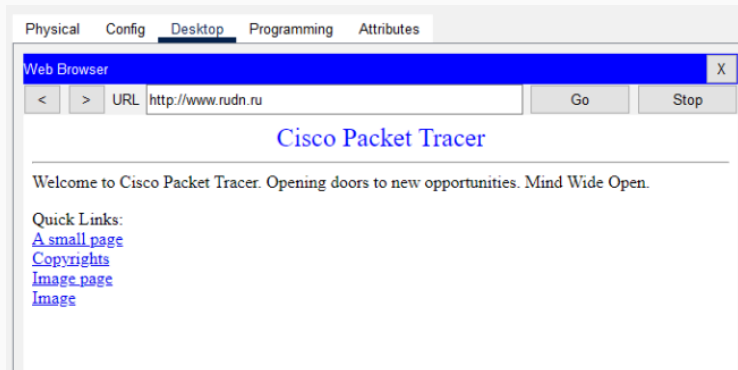 Physical Config Desktop Programming Attributes
Web Browser X
< > URL http://www.rudn.ru Go Stop
Cisco Packet Tracer
Welcome to Cisco Packet Tracer. Opening doors to new opportunities. Mind Wide Open.
Quick Links:
A small page
Copyrights
Image page
Image